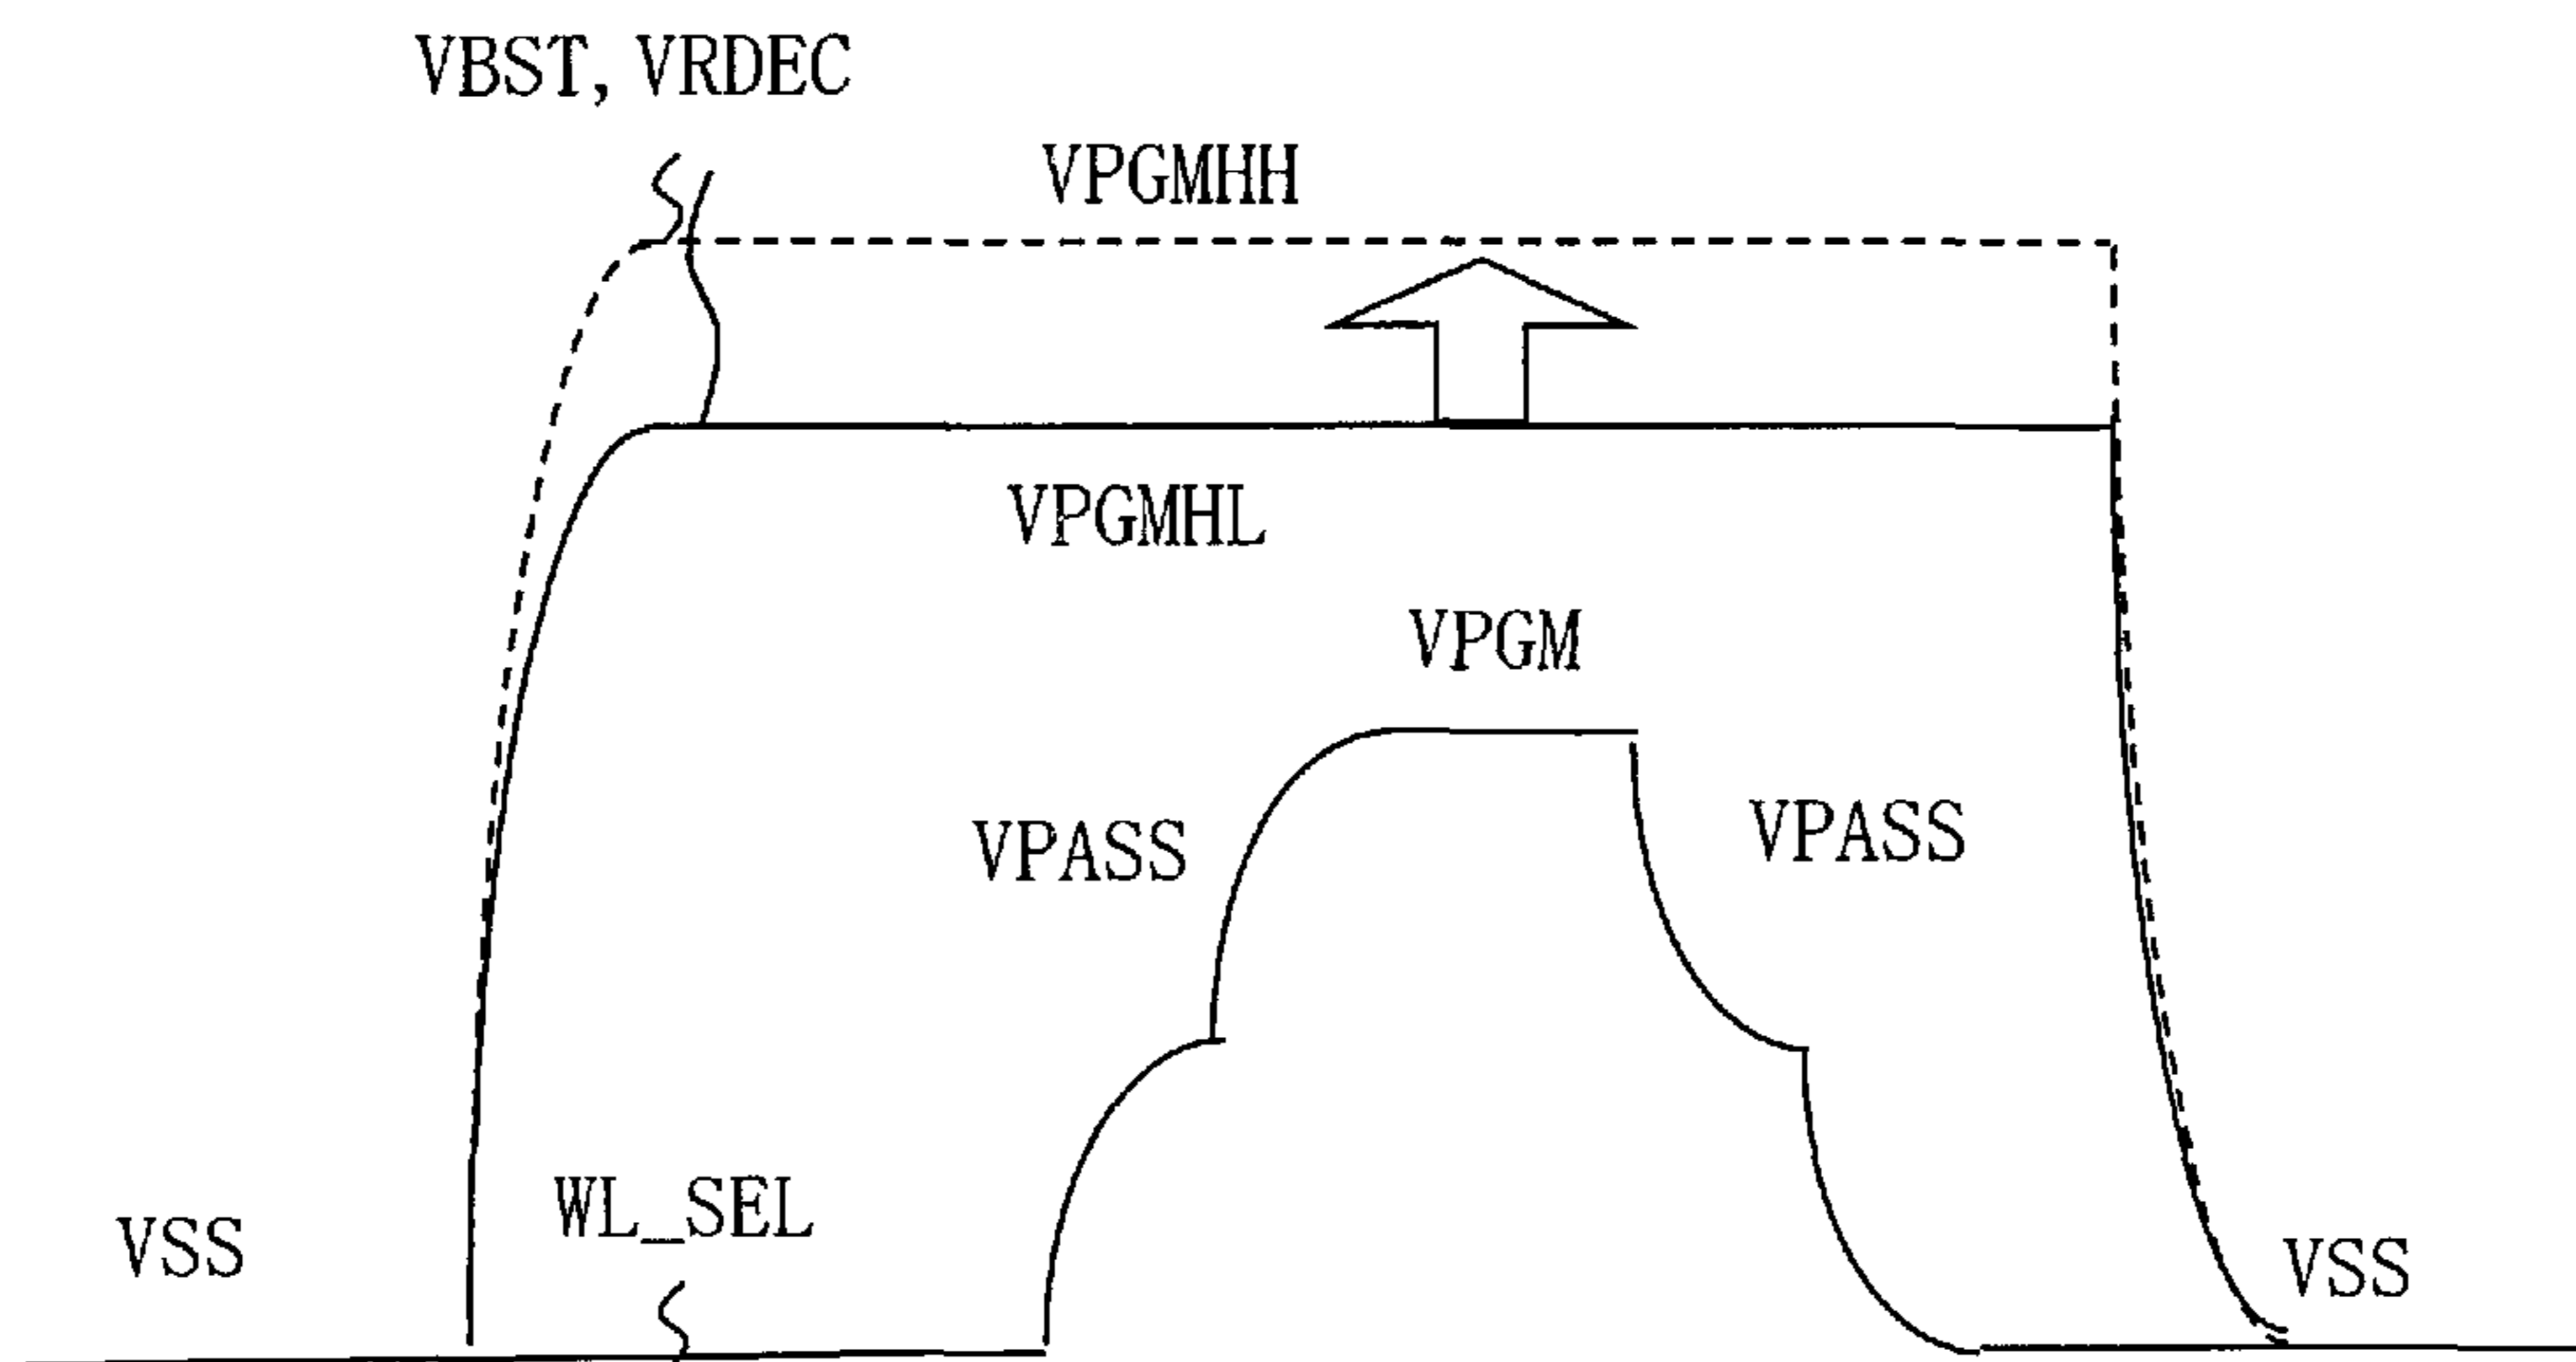 VBST, VRDEC
VPGMHH
VPGMHL
VPGM
VPASS
VPASS
WL_SEL
VSS
VSS